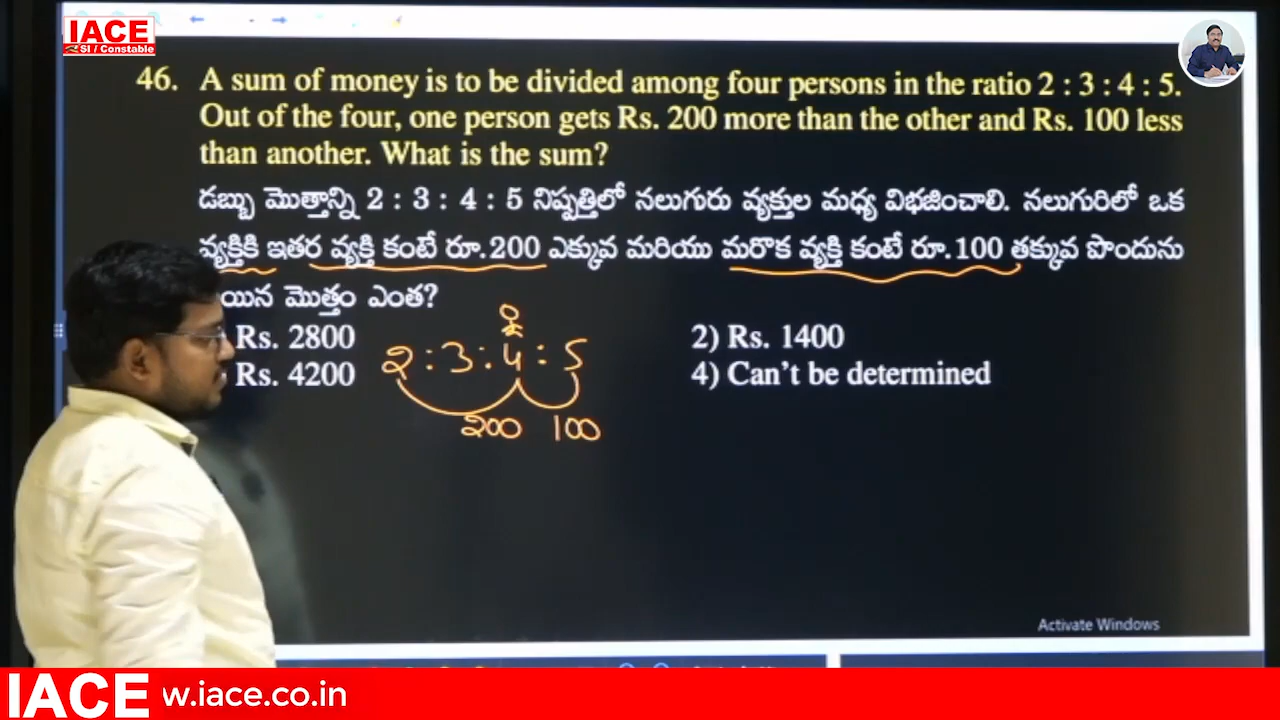 IACE
SI / Constable
46. A sum of money is to be divided among four persons in the ratio 2 : 3 : 4 : 5.
Out of the four, one person gets Rs. 200 more than the other and Rs. 100 less
than another. What is the sum?
డబ్బు మొత్తాన్ని 2 : 3 : 4 : 5 నిష్పత్తిలో నలుగురు వ్యక్తుల మధ్య విభజించాలి. నలుగురిలో ఒక
వ్యక్తికి ఇతర వ్యక్తి కంటే రూ.200 ఎక్కువ మరియు మరొక వ్యక్తి కంటే రూ.100 తక్కువ పొందును
యిన మొత్తం ఎంత?
Rs. 2800
2) Rs. 1400
Rs. 4200
4) Can't be determined
2 : 3 : 4 : 5
200 100
Activate Windows
IACE w.iace.co.in